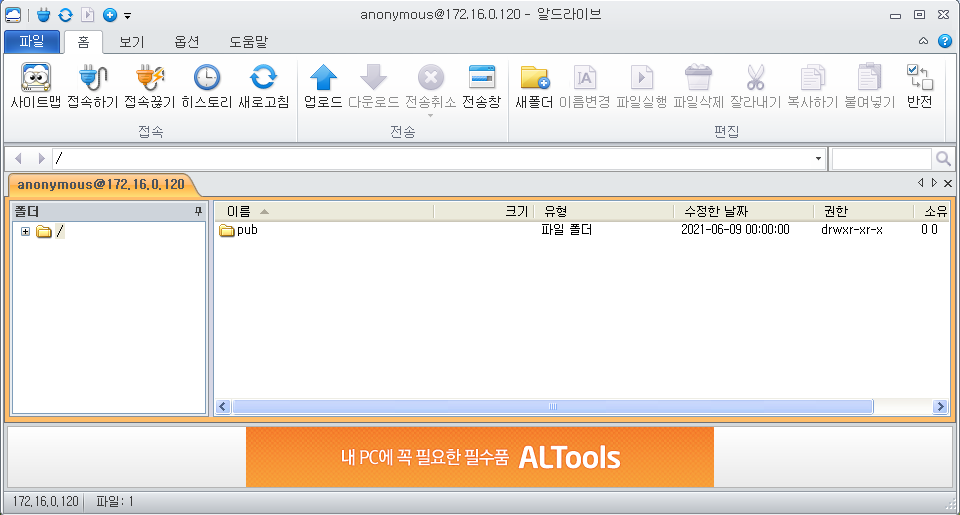 anonymous@172.16.0.120 - 알드라이브
파일 홈 보기 옵션 도움말
사이트맵 접속하기 접속끊기 히스토리 새로고침 업로드 다운로드 전송취소 전송창 새폴더 이름변경 파일실행 파일삭제 잘라내기 복사하기 붙여넣기 반전
접속 전송 편집
/
anonymous@172.16.0.120
폴더 이름 크기 유형 수정한 날짜 권한 소유
/ pub 파일 폴더 2021-06-09 00:00:00 drwxr-xr-x 0 0
내 PC에 꼭 필요한 필수품 ALTools
172.16.0.120 파일: 1